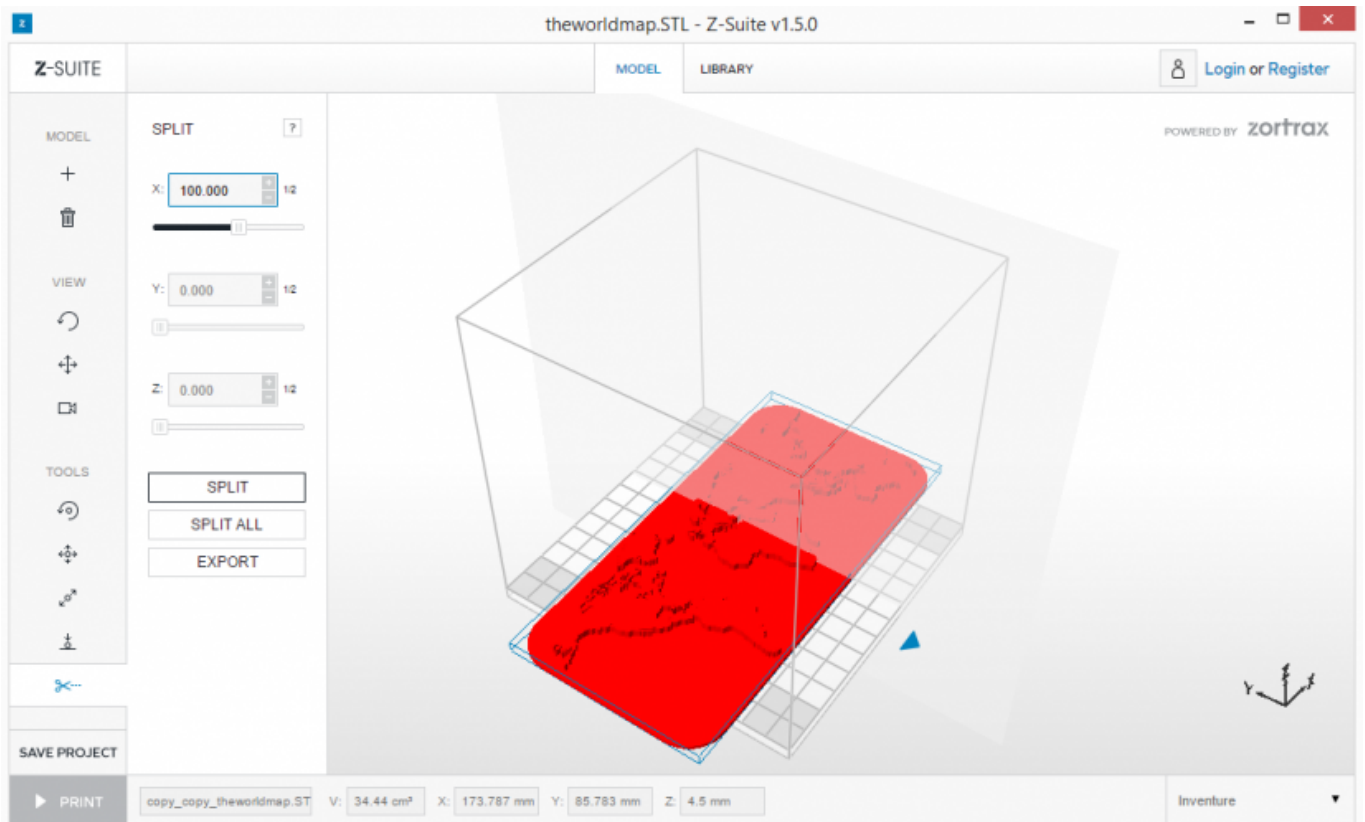 z
theworldmap.STL - Z-Suite v1.5.0
Z-SUITE
MODEL
LIBRARY
Login or Register
MODEL
SPLIT
?
POWERED BY zortrax
X: 100.000 1/2
VIEW
Y: 0.000 1/2
Z: 0.000 1/2
TOOLS
SPLIT
SPLIT ALL
EXPORT
Y
SAVE PROJECT
PRINT
copy_copy_theworldmap.ST
V: 34.44 cm³
X: 173.787 mm
Y: 85.783 mm
Z: 4.5 mm
Inventure